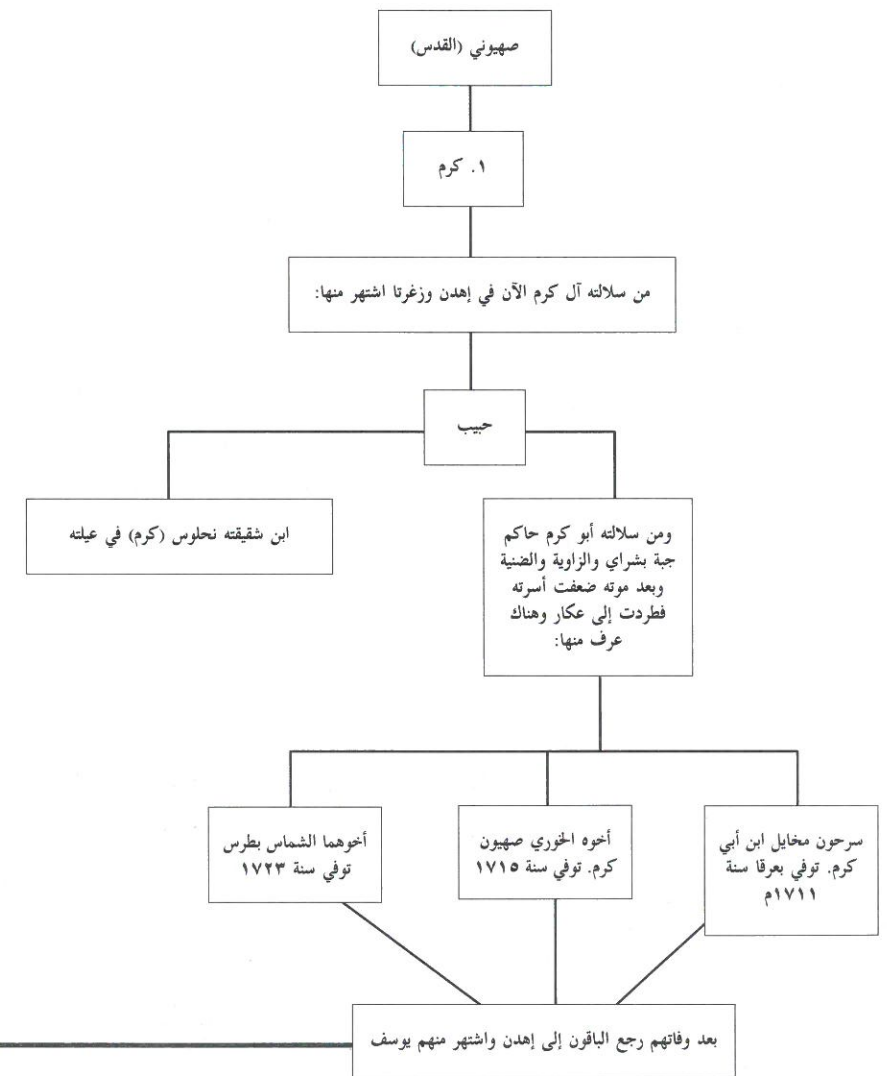 صهيوني (القدس)
١. كرم
من سلالته آل كرم الآن في إهدن وزغرتا اشتهر منها:
حبيب
ومن سلالته أبو كرم حاكم
جبة بشراي والزاوية والضنية
وبعد موته ضعفت أسرته
فطردت إلى عكار وهناك
عرف منها:
ابن شقيقته نحلوس (كرم) في عيلته
سرحون مخايل ابن أبي
كرم. توفي بعرقا سنة
١٧١١م
أخوه الخوري صهيون
كرم. توفي سنة ١٧١٥
أخوهما الشماس بطرس
توفي سنة ١٧٢٣
بعد وفاتهم رجع الباقون إلى إهدن واشتهر منهم يوسف